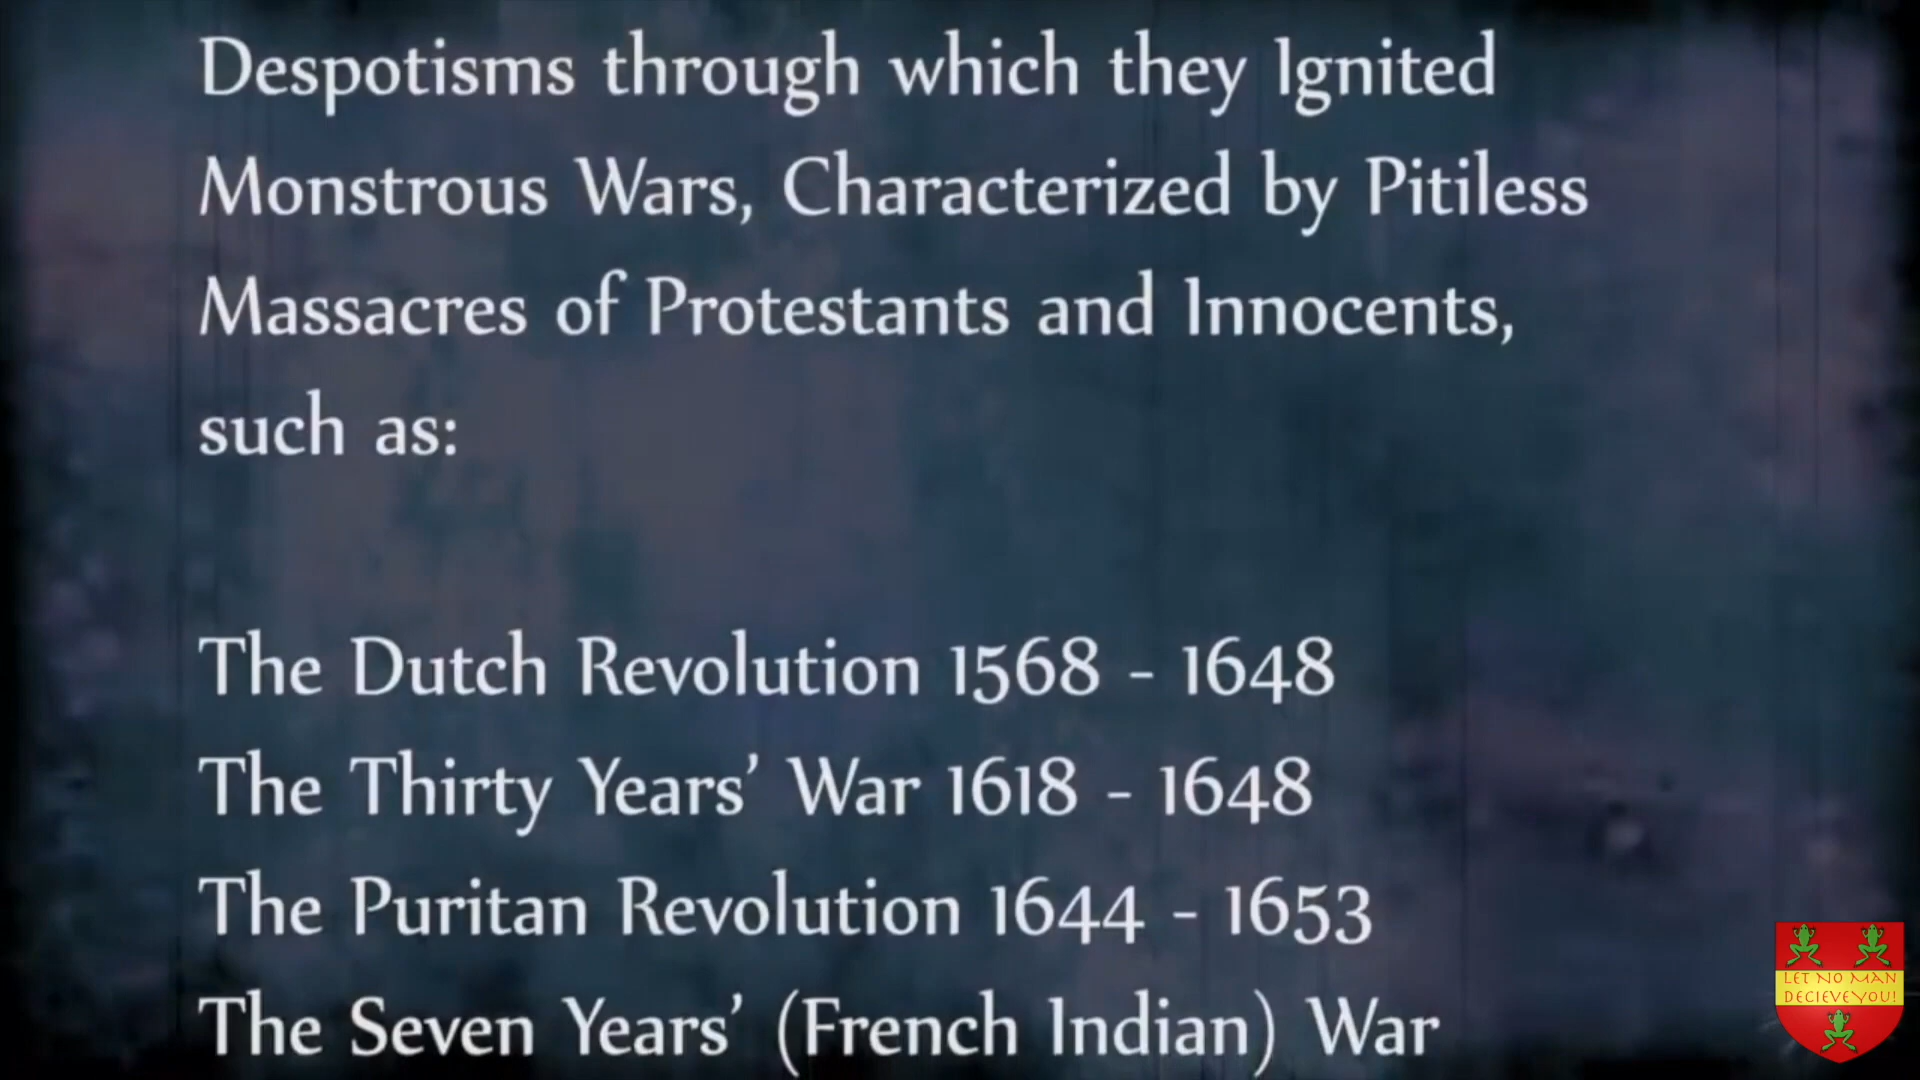 Despotisms through which they Ignited
Monstrous Wars, Characterized by Pitiless
Massacres of Protestants and Innocents,
such as:
The Dutch Revolution 1568 - 1648
The Thirty Years’ War 1618 - 1648
The Puritan Revolution 1644 - 1653
The Seven Years’ (French Indian) War
LET NO MAN
DECIEVE YOU!